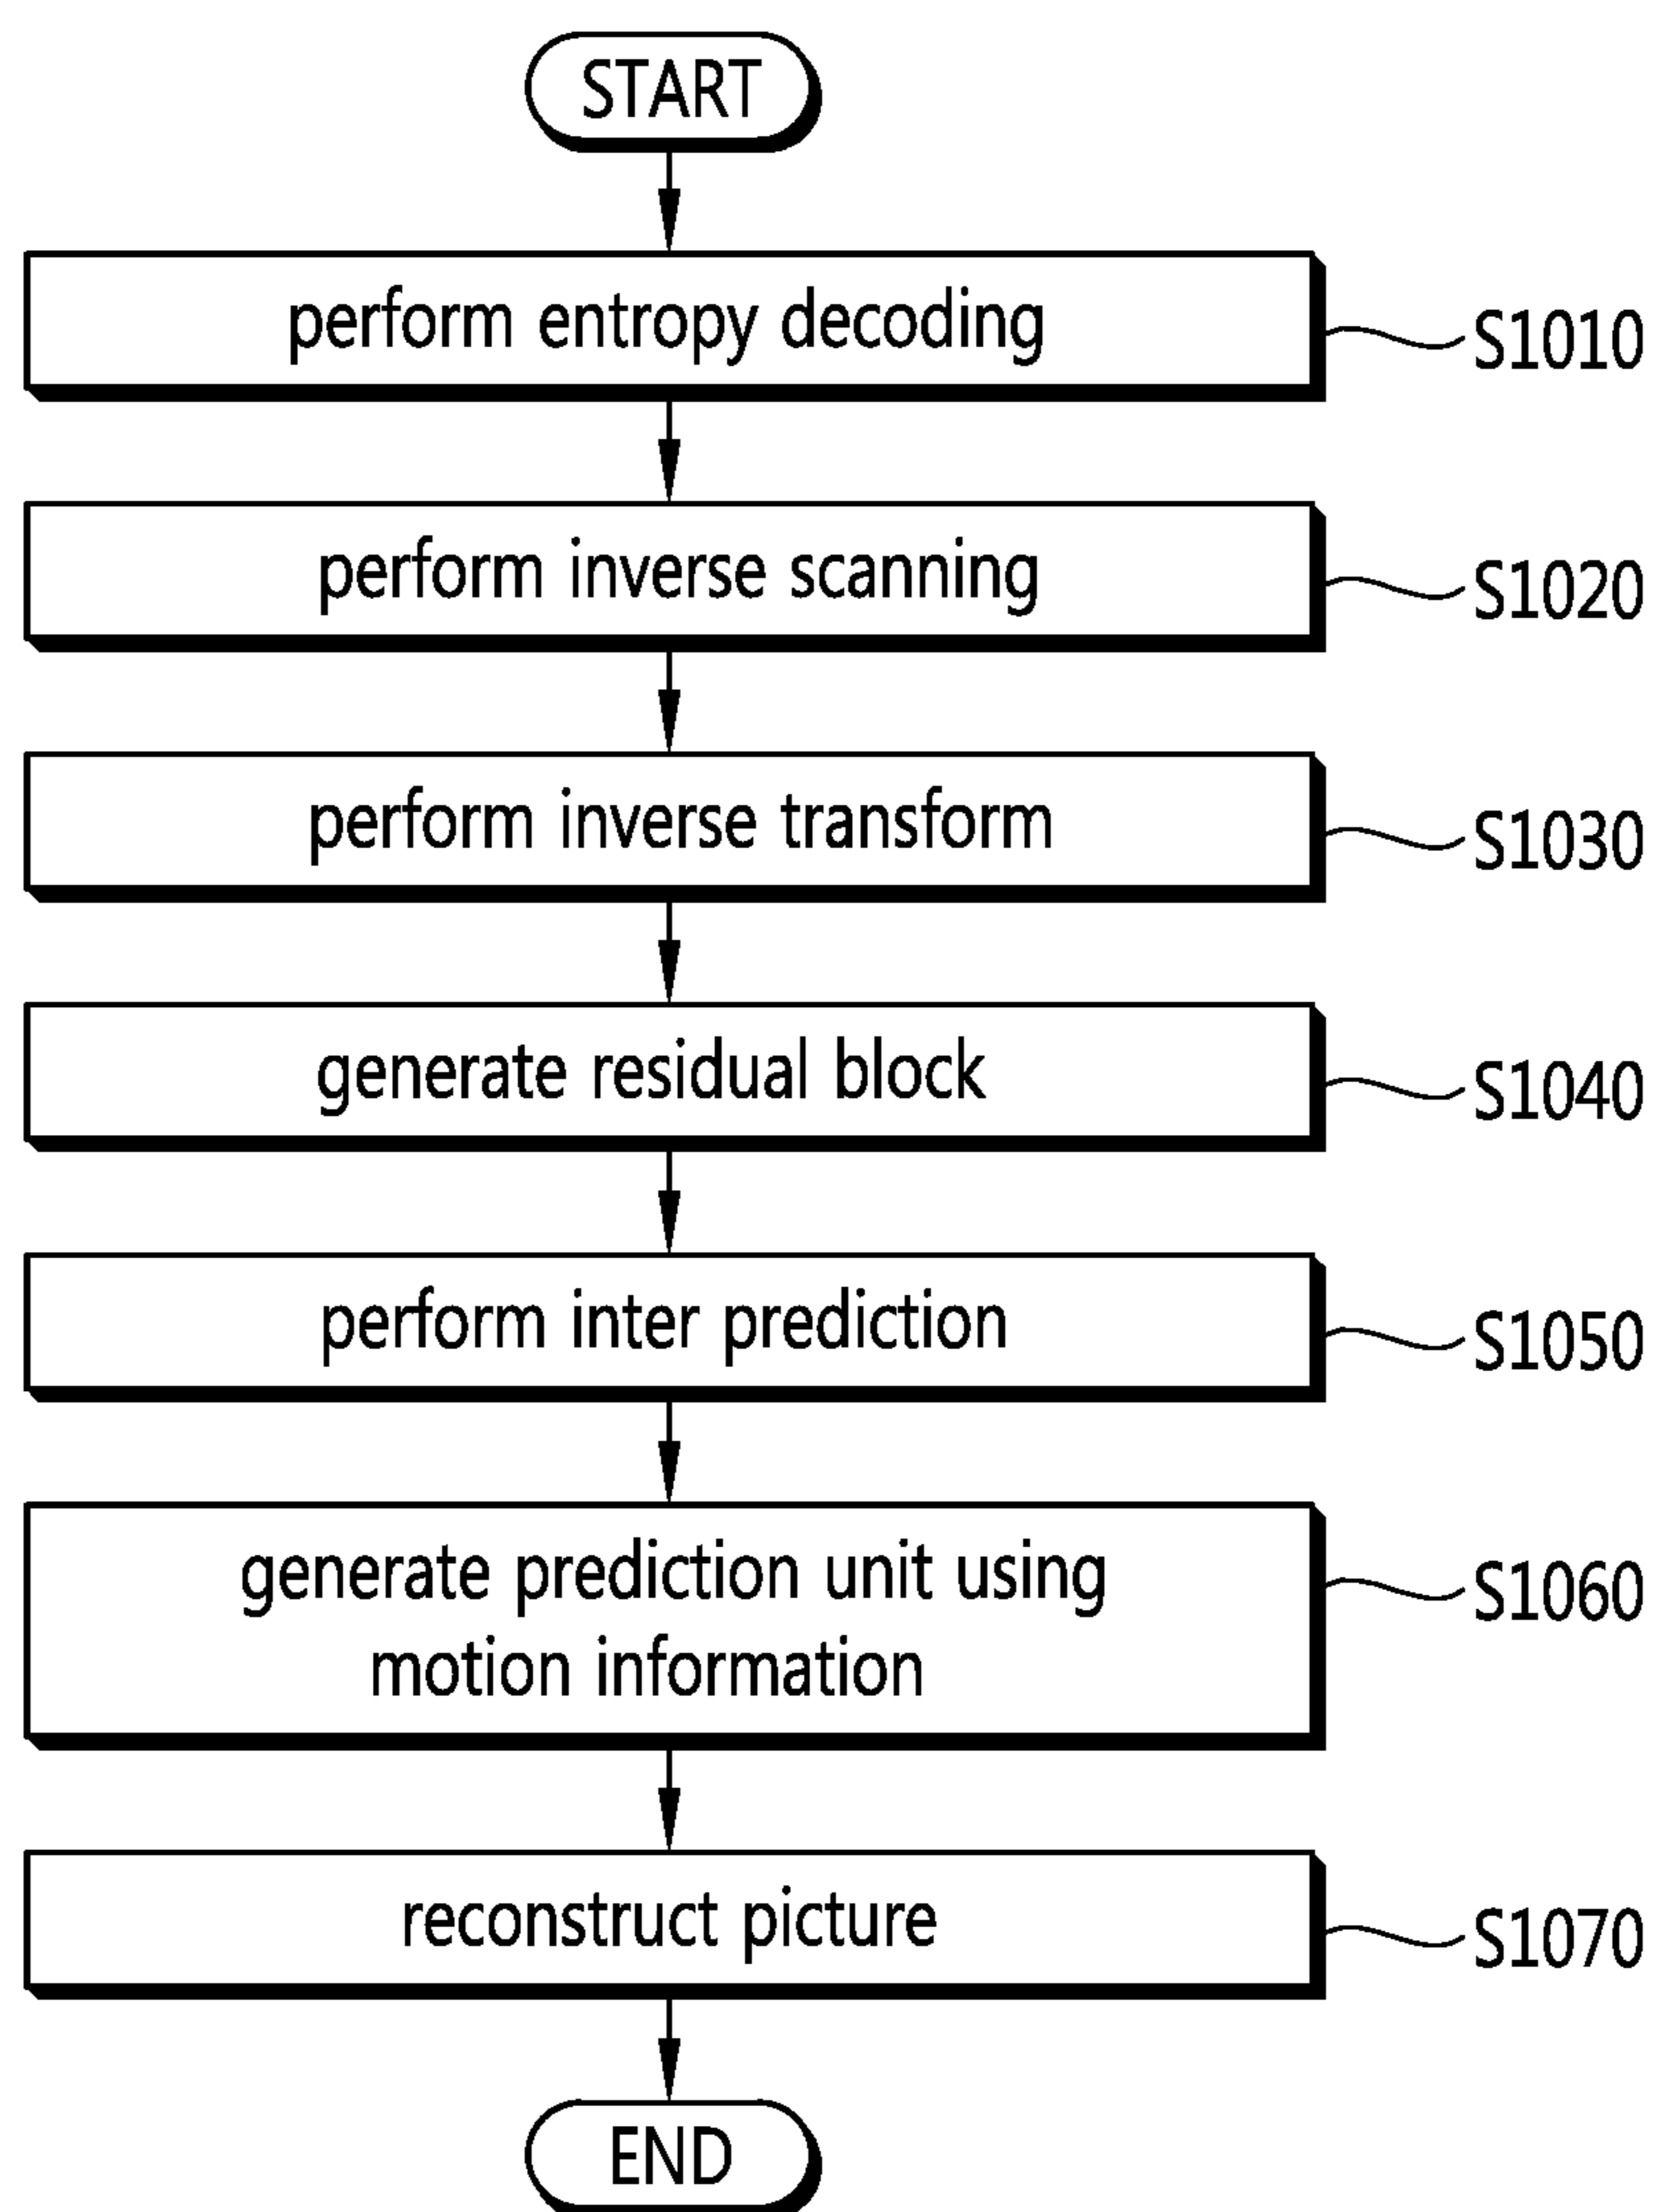 START
perform entropy decoding
S1010
perform inverse scanning
S1020
perform inverse transform
S1030
generate residual block
S1040
perform inter prediction
S1050
generate prediction unit using
motion information
S1060
reconstruct picture
S1070
END